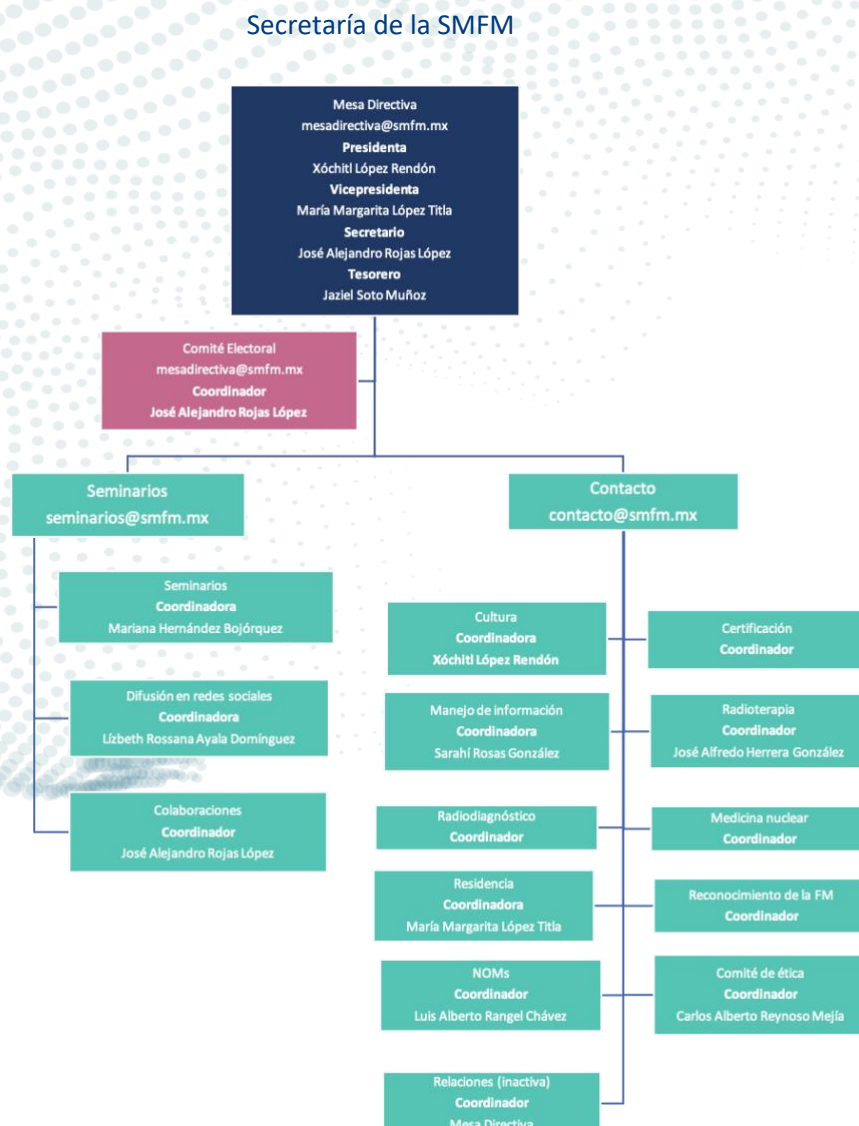 Secretaría de la SMFM
Mesa Directiva
mesadirectiva@smfm.mx
Presidenta
Xóchitl López Rendón
Vicepresidenta
María Margarita López Titla
Secretario
José Alejandro Rojas López
Tesorero
Jaziel Soto Muñoz
Comité Electoral
mesadirectiva@smfm.mx
Coordinador
José Alejandro Rojas López
Seminarios
seminarios@smfm.mx
Seminarios
Coordinadora
Mariana Hernández Bojórquez
Difusión en redes sociales
Coordinadora
Lízbeth Rossana Ayala Domínguez
Colaboraciones
Coordinador
José Alejandro Rojas López
Contacto
contacto@smfm.mx
Cultura
Coordinadora
Xóchitl López Rendón
Certificación
Coordinador
Manejo de información
Coordinadora
Sarahí Rosas González
Radioterapia
Coordinador
José Alfredo Herrera González
Radiodiagnóstico
Coordinador
Medicina nuclear
Coordinador
Residencia
Coordinadora
María Margarita López Titla
Reconocimiento de la FM
Coordinador
NOMs
Coordinador
Luis Alberto Rangel Chávez
Comité de ética
Coordinador
Carlos Alberto Reynoso Mejía
Relaciones (inactiva)
Coordinador
Mesa Directiva